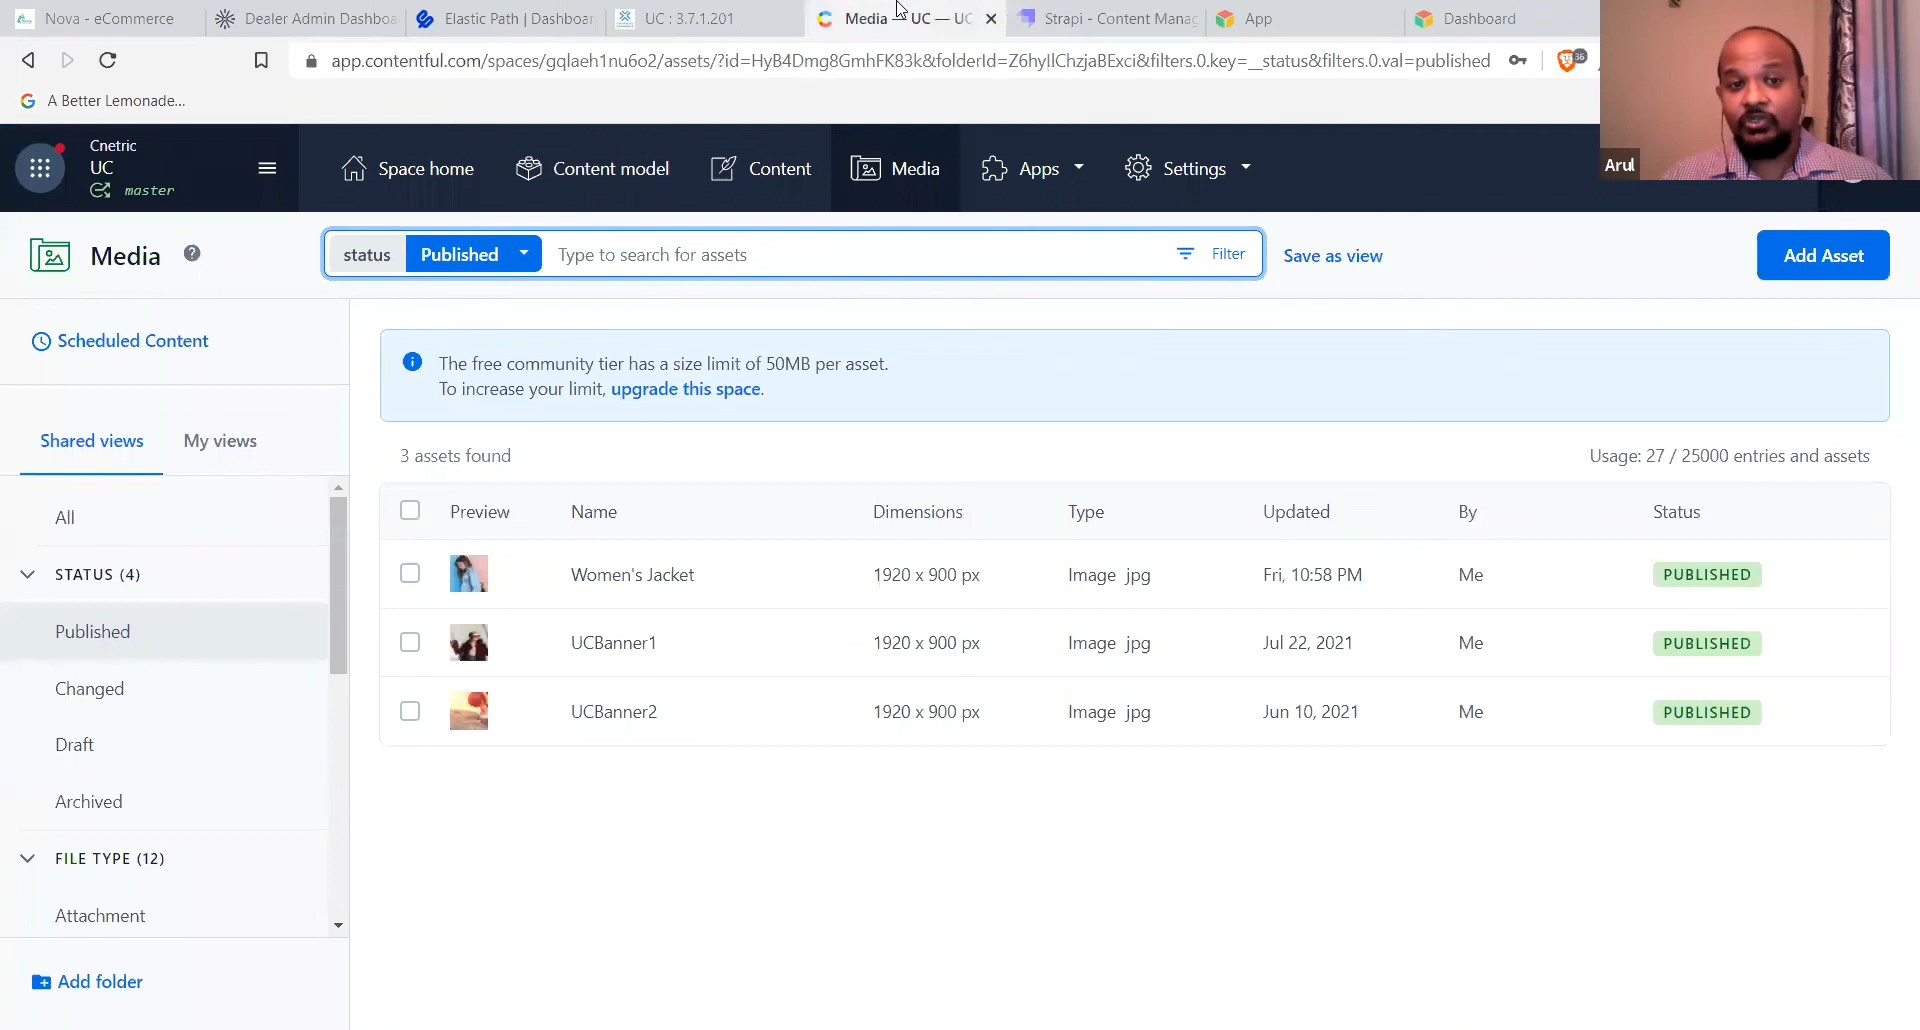 Nova - eCommerce
Dealer Admin Dashboa
Elastic Path | Dashboar
UC : 3.7.1.201
Media — UC — UC
Strapi - Content Manag
App
Dashboard
app.contentful.com/spaces/gqlaeh1nu6o2/assets/?id=HyB4Dmg8GmhFK83k&folderId=Z6hyIlChzjaBExci&filters.0.key=__status&filters.0.val=published
36
A Better Lemonade...
Cnetric
UC
master
Space home
Content model
Content
Media
Apps
Settings
Arul
Media
status
Published
Type to search for assets
Filter
Save as view
Add Asset
Scheduled Content
The free community tier has a size limit of 50MB per asset.
To increase your limit, upgrade this space.
Shared views
My views
3 assets found
Usage: 27 / 25000 entries and assets
All
STATUS (4)
Published
Changed
Draft
Archived
FILE TYPE (12)
Attachment
Add folder
Preview Name Dimensions Type Updated By Status
Women's Jacket 1920 x 900 px Image jpg Fri, 10:58 PM Me PUBLISHED
UCBanner1 1920 x 900 px Image jpg Jul 22, 2021 Me PUBLISHED
UCBanner2 1920 x 900 px Image jpg Jun 10, 2021 Me PUBLISHED